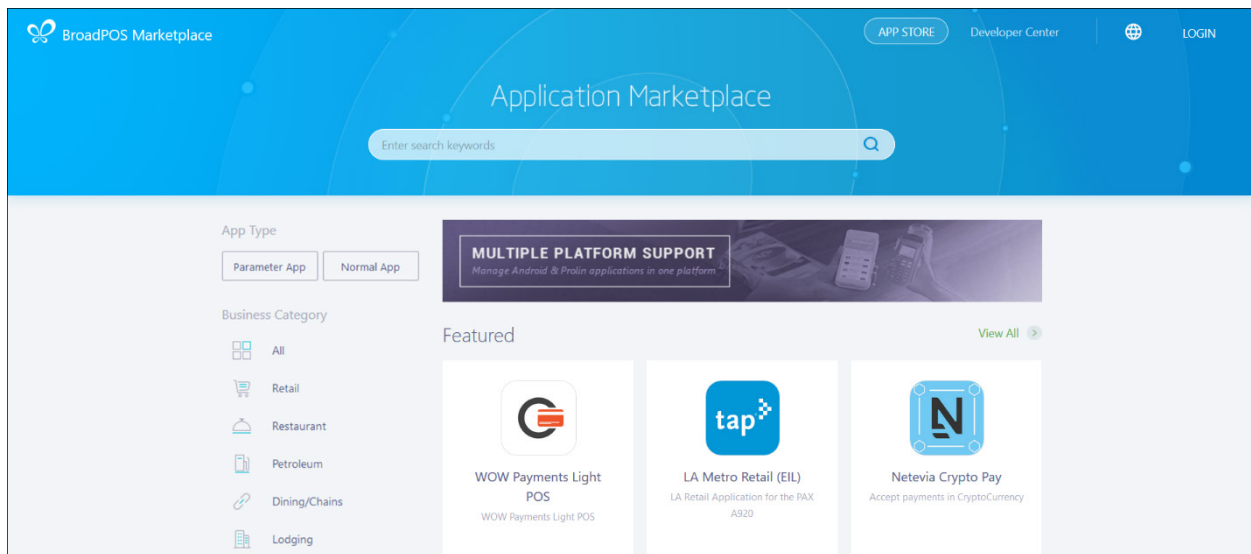 BroadPOS Marketplace
APP STORE
Developer Center
LOGIN
Application Marketplace
Enter search keywords
App Type
Parameter App
Normal App
Business Category
All
Retail
Restaurant
Petroleum
Dining/Chains
Lodging
MULTIPLE PLATFORM SUPPORT
Manage Android & Prolin applications in one platform
Featured
View All
WOW Payments Light
POS
WOW Payments Light POS
tap
LA Metro Retail (EIL)
LA Retail Application for the PAX
A920
N
Netevia Crypto Pay
Accept payments in CryptoCurrency